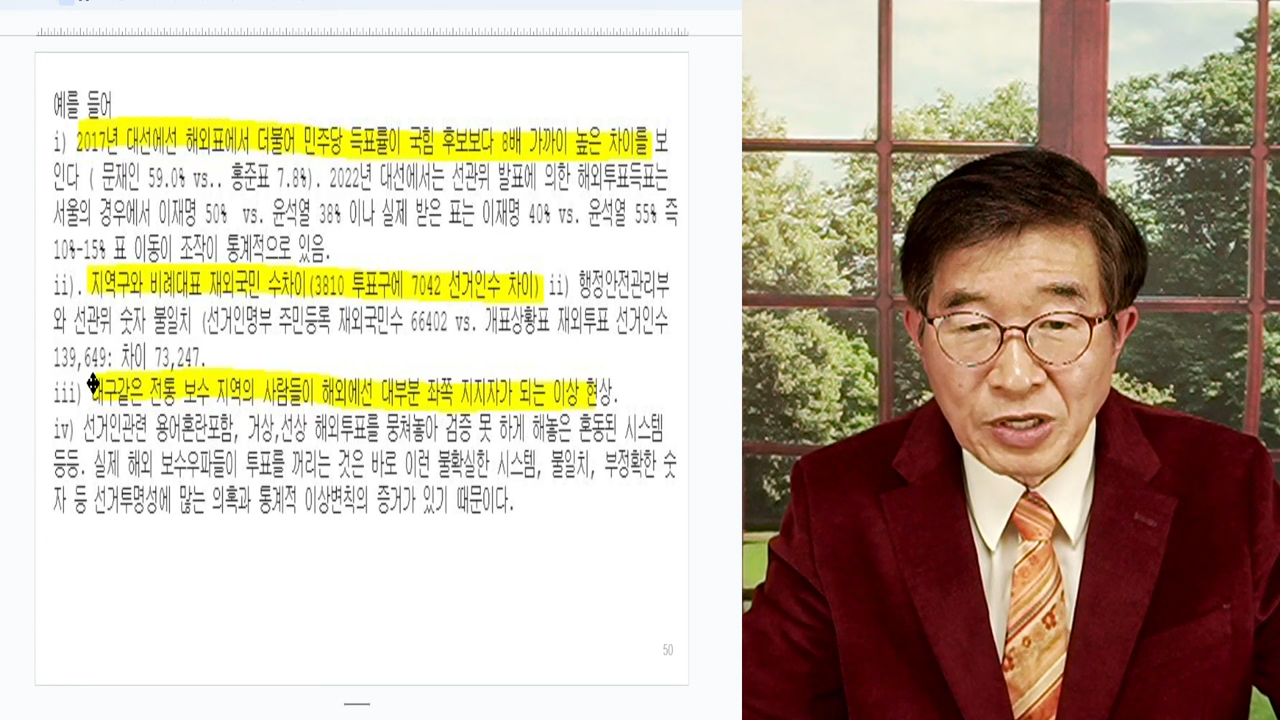 예를 들어
i) 2017년 대선예선 해외표에서 더불어 민주당 득표률이 국힘 후보보다 8배 가까이 높은 차이를 보
인다 ( 문재인 59.0% vs.. 홍준표 7.8%). 2022년 대선에서는 선관위 발표에 의한 해외투표득표는
서울의 경우에서 이재명 50% vs. 윤석열 38% 이나 실제 받은 표는 이재명 40% vs. 윤석열 55% 즉
10%-15% 표 이동이 조작이 통계적으로 있음.
ii). 지역구와 비례대표 재외국민 수차이(3810 투표구에 7042 선거인수 차이) ii) 행정안전관리부
와 선관위 숫자 불일치 (선거인명부 주민등록 재외국민수 66402 vs. 개표상황표 재외투표 선거인수
139,649: 차이 73,247.
iii) 대구같은 전통 보수 지역의 사람들이 해외에선 대부분 좌쪽 지지자가 되는 이상 현상.
iv) 선거인관련 용어혼란포함, 거상,선상 해외투표를 뭉쳐놓아 검증 못 하게 해놓은 혼동된 시스템
등등. 실제 해외 보수우파들이 투표를 꺼리는 것은 바로 이런 불확실한 시스템, 불일치, 부정확한 숫
자 등 선거투명성에 많는 의혹과 통계적 이상변칙의 증거가 있기 때문이다.
50